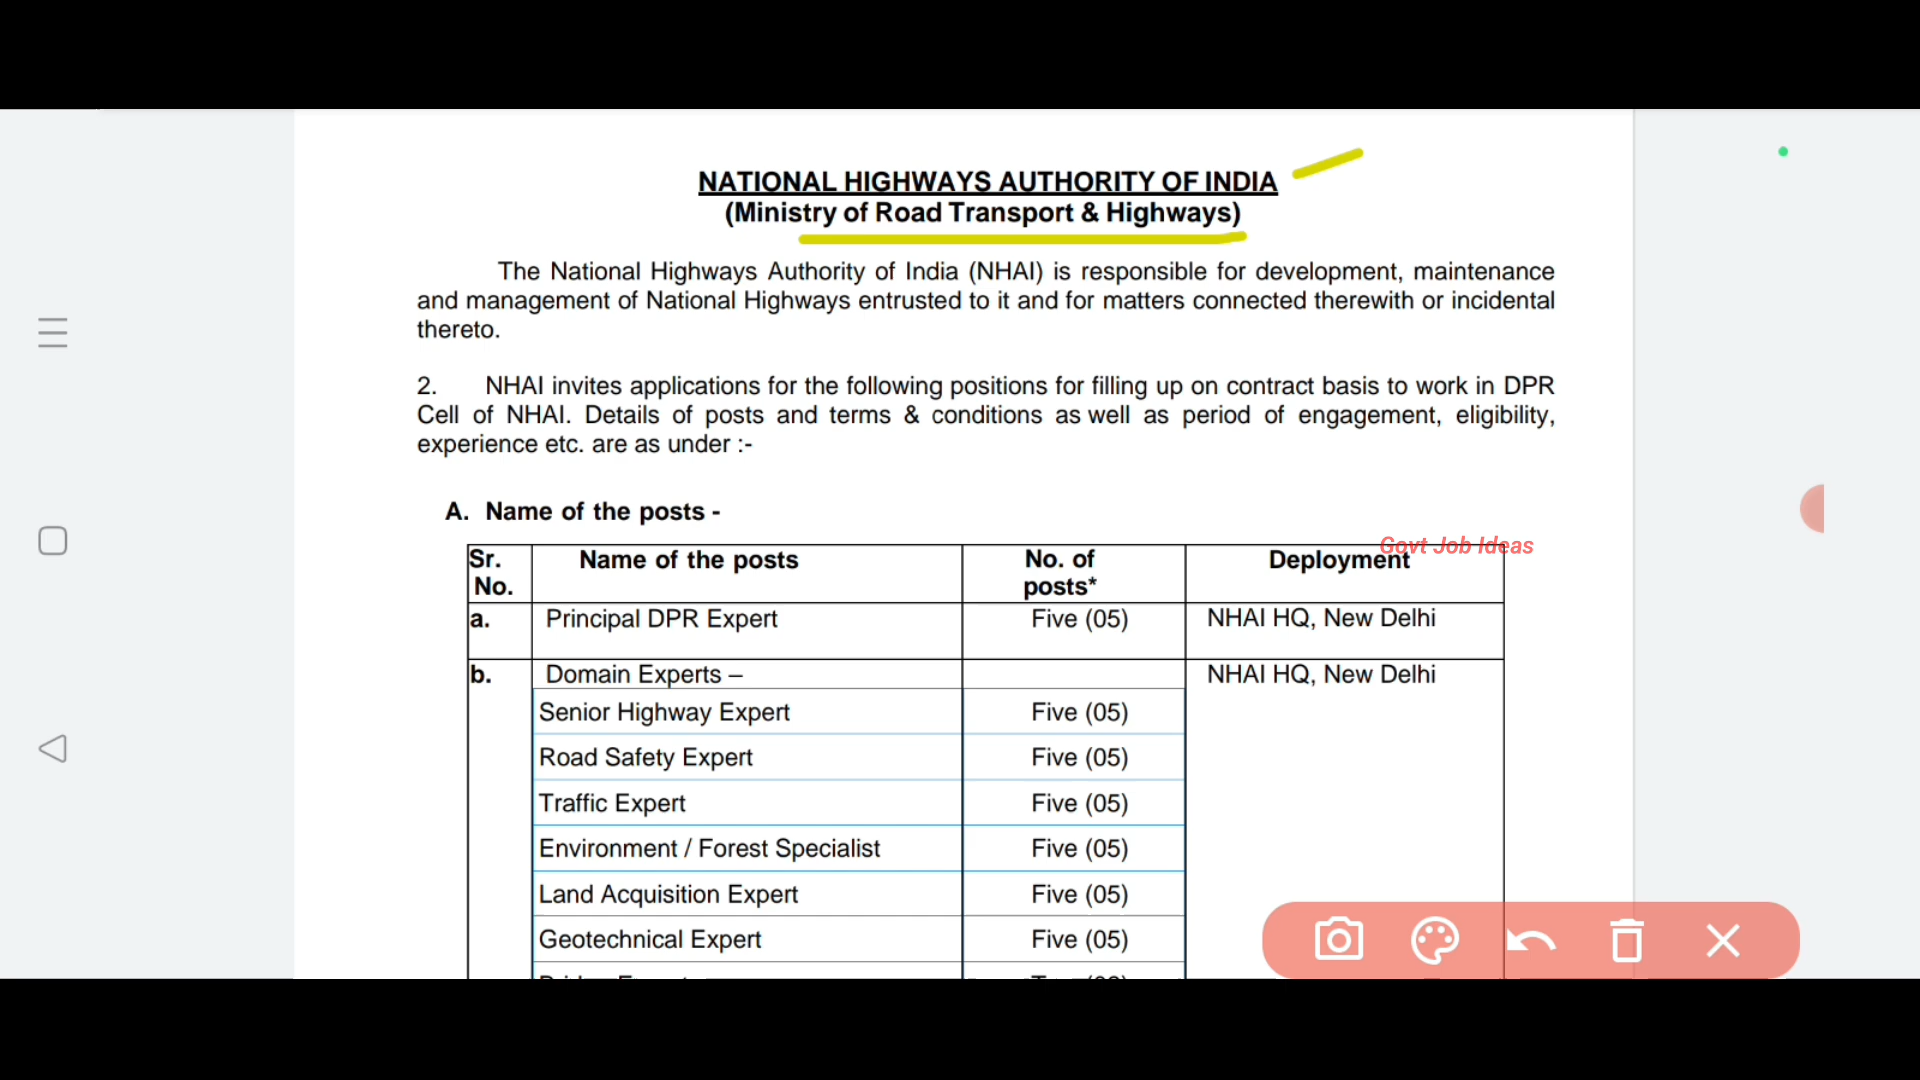 NATIONAL HIGHWAYS AUTHORITY OF INDIA
(Ministry of Road Transport & Highways)
The National Highways Authority of India (NHAI) is responsible for development, maintenance
and management of National Highways entrusted to it and for matters connected therewith or incidental
thereto.
2. NHAI invites applications for the following positions for filling up on contract basis to work in DPR
Cell of NHAI. Details of posts and terms & conditions as well as period of engagement, eligibility,
experience etc. are as under :-
A. Name of the posts -
Govt Job Ideas
Sr. No. Name of the posts No. of posts* Deployment
a. Principal DPR Expert Five (05) NHAI HQ, New Delhi
b. Domain Experts – NHAI HQ, New Delhi
Senior Highway Expert Five (05)
Road Safety Expert Five (05)
Traffic Expert Five (05)
Environment / Forest Specialist Five (05)
Land Acquisition Expert Five (05)
Geotechnical Expert Five (05)